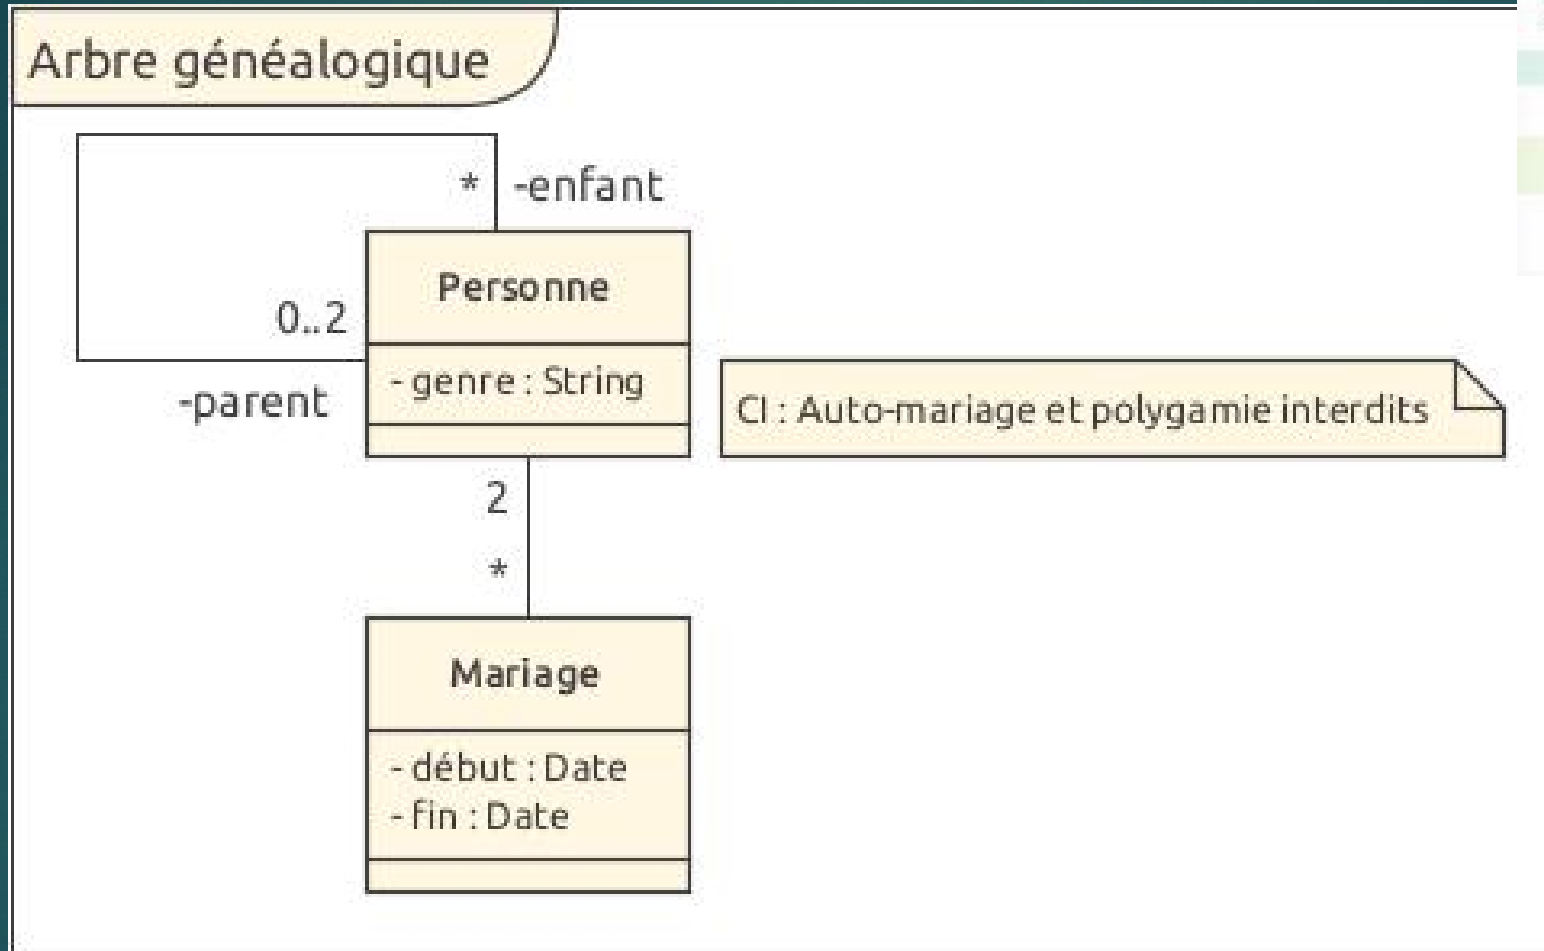 Arbre généalogique
* -enfant
Personne
0..2
- genre : String
-parent
CI : Auto-mariage et polygamie interdits
2
*
Mariage
- début : Date
- fin : Date